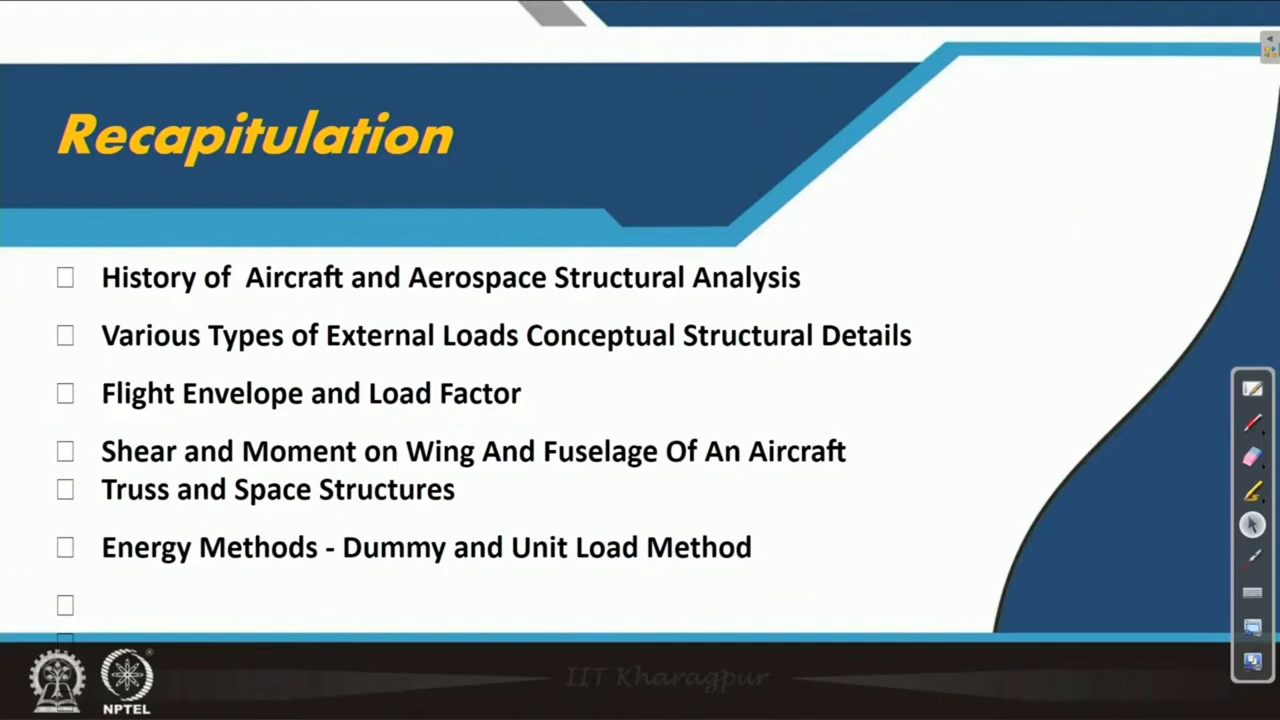 Recapitulation
History of Aircraft and Aerospace Structural Analysis
Various Types of External Loads Conceptual Structural Details
Flight Envelope and Load Factor
Shear and Moment on Wing And Fuselage Of An Aircraft
Truss and Space Structures
Energy Methods - Dummy and Unit Load Method
IIT Kharagpur
NPTEL